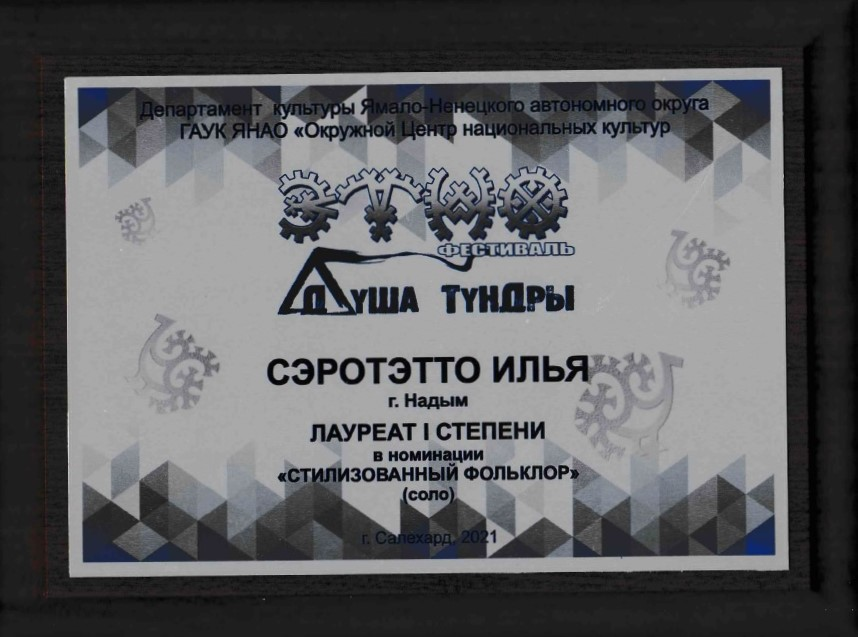 Департамент культуры Ямало-Ненецкого автономного округа
ГАУК ЯНАО «Окружной Центр национальных культур
ЭТНО
ФЕСТИВАЛЬ
ДУША ТУНДРЫ
СЭРОТЭТТО ИЛЬЯ
г. Надым
ЛАУРЕАТ I СТЕПЕНИ
в номинации
«СТИЛИЗОВАННЫЙ ФОЛЬКЛОР»
(соло)
г. Салехард, 2021